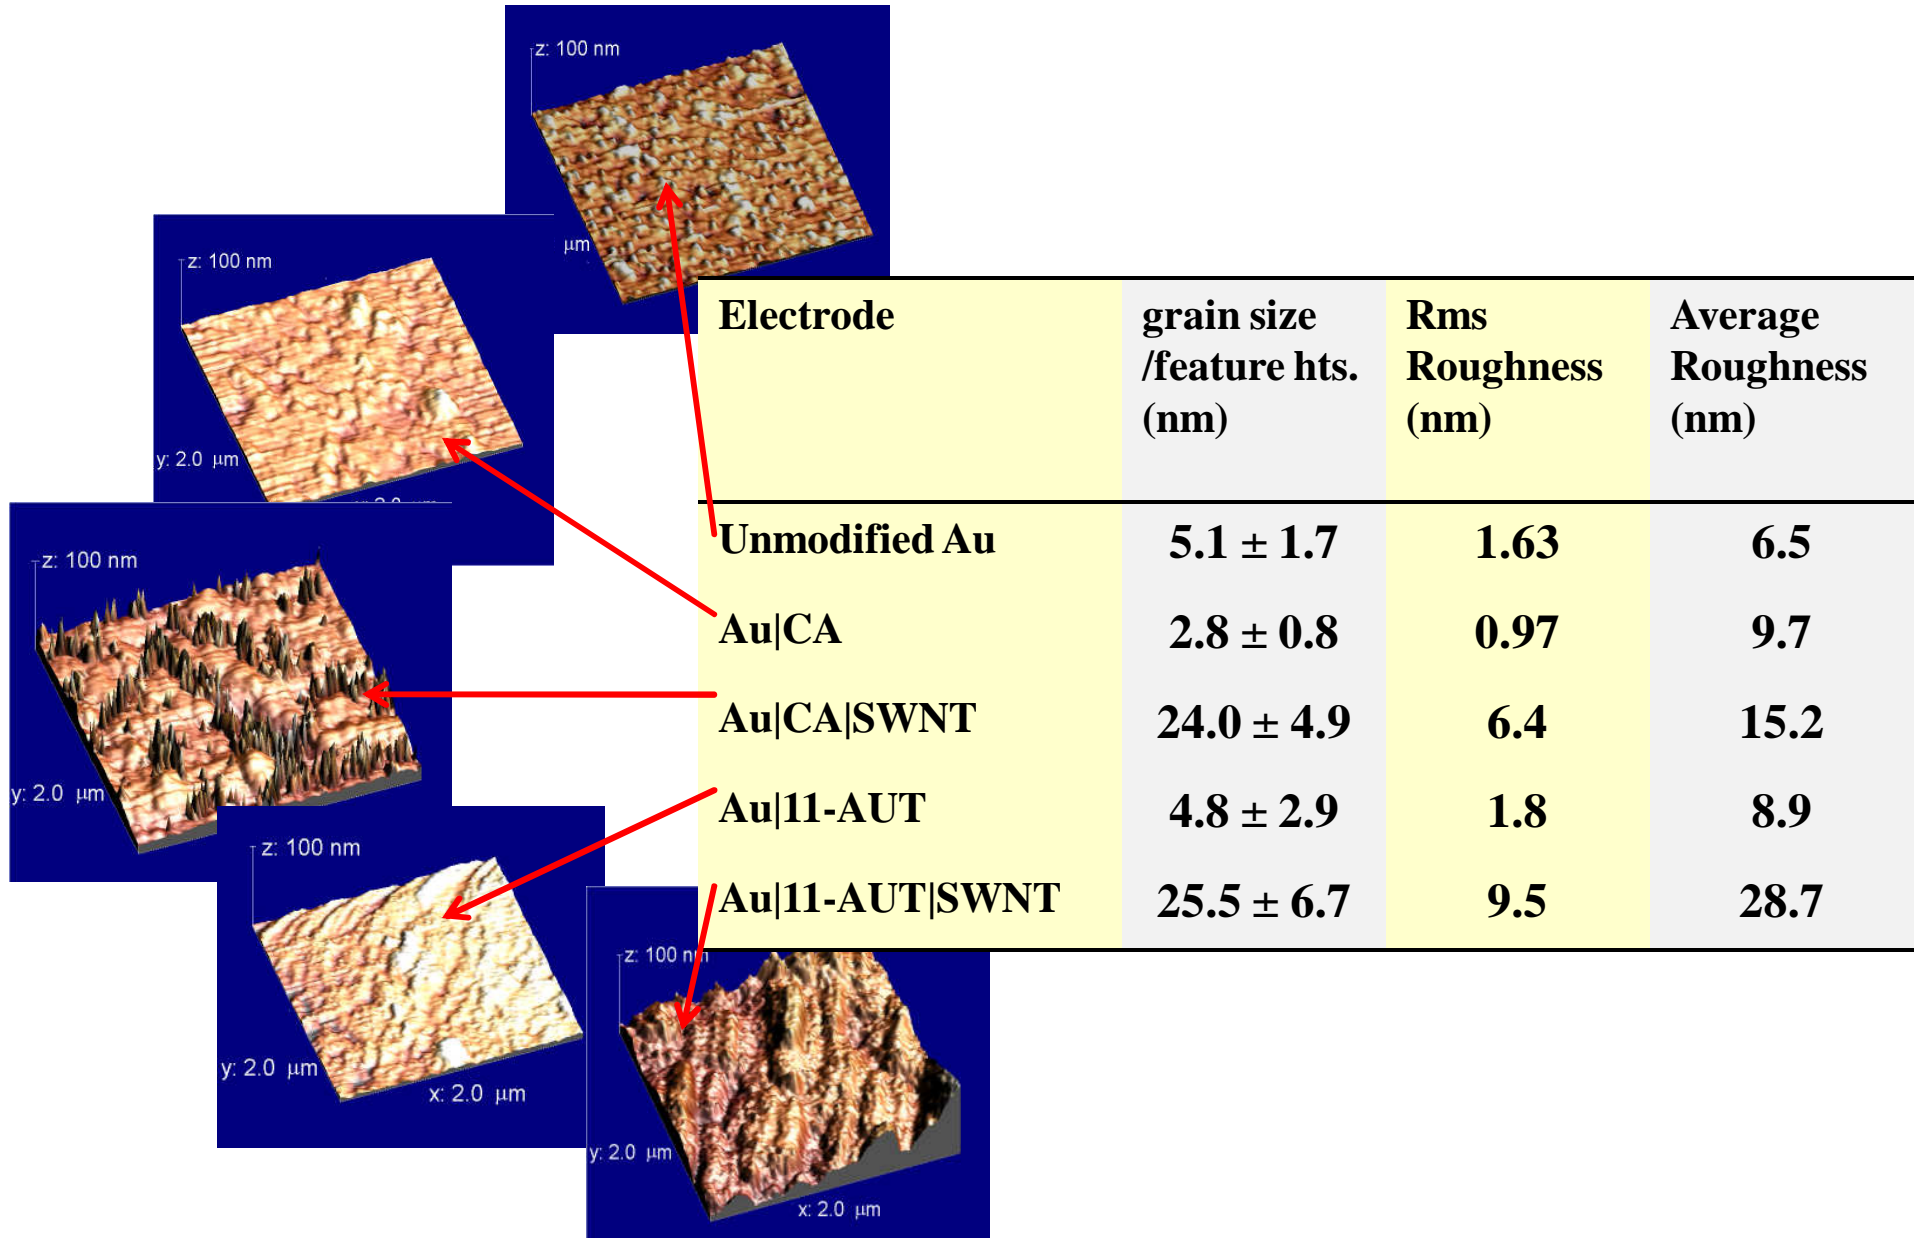 z: 100 nm
μm
z: 100 nm
y: 2.0 μm
z: 100 nm
y: 2.0 μm
z: 100 nm
y: 2.0 μm
x: 2.0 μm
z: 100 nm
y: 2.0 μm
x: 2.0 μm
Electrode grain size /feature hts. (nm) Rms Roughness (nm) Average Roughness (nm)
Unmodified Au 5.1 ± 1.7 1.63 6.5
Au|CA 2.8 ± 0.8 0.97 9.7
Au|CA|SWNT 24.0 ± 4.9 6.4 15.2
Au|11-AUT 4.8 ± 2.9 1.8 8.9
Au|11-AUT|SWNT 25.5 ± 6.7 9.5 28.7